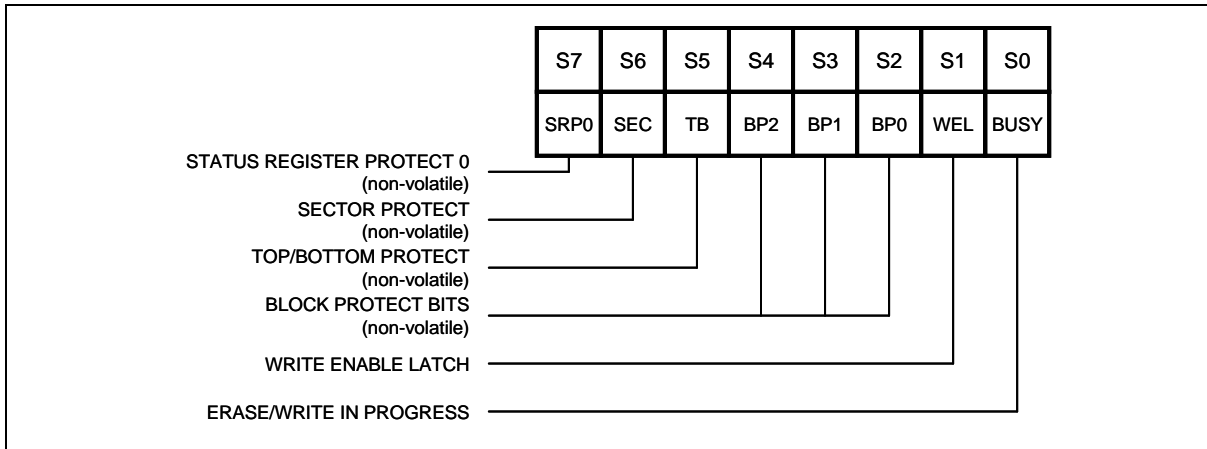 S7 S6 S5 S4 S3 S2 S1 S0
SRP0 SEC TB BP2 BP1 BP0 WEL BUSY
STATUS REGISTER PROTECT 0
(non-volatile)
SECTOR PROTECT
(non-volatile)
TOP/BOTTOM PROTECT
(non-volatile)
BLOCK PROTECT BITS
(non-volatile)
WRITE ENABLE LATCH
ERASE/WRITE IN PROGRESS